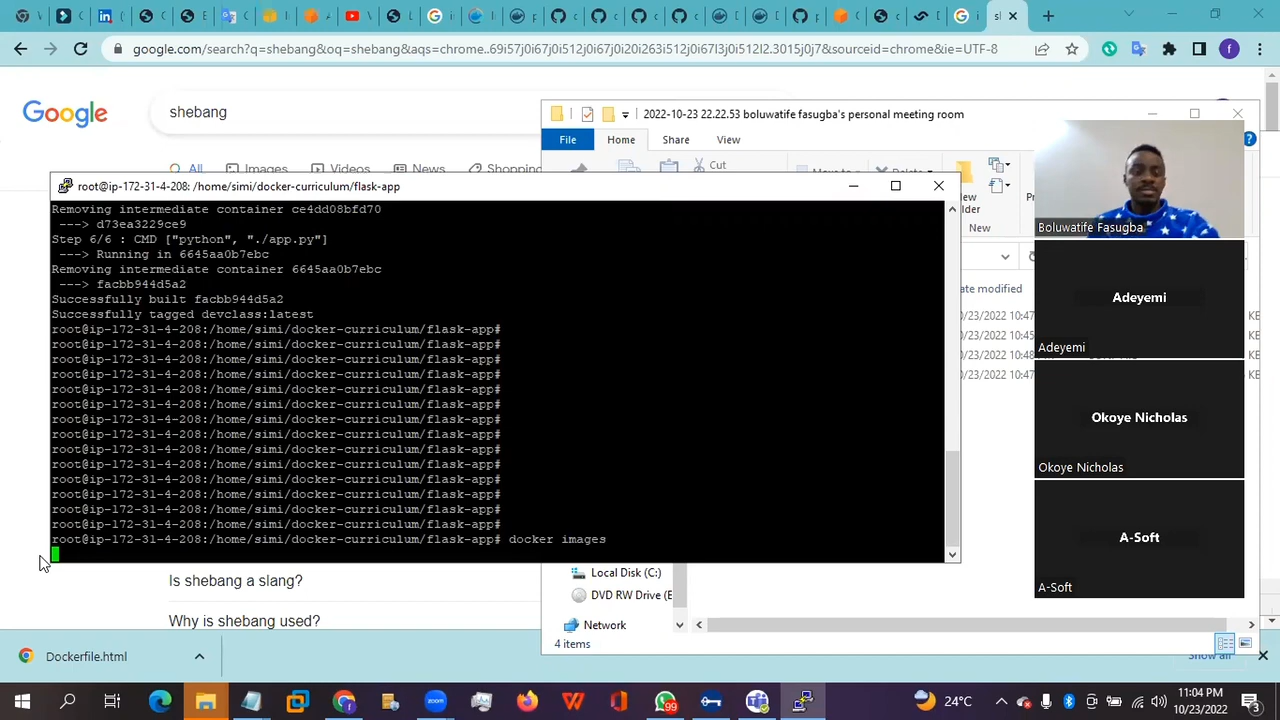 google.com/search?q=shebang&oq=shebang&aqs=chrome..69i57j0i67j0i512j0i67j0i20i263i512j0i67l3j0i512l2.3015j0j7&sourceid=chrome&ie=UTF-8
f
Google
shebang
All
Images
Videos
News
Shopping
2022-10-23 22.22.53 boluwatife fasugba's personal meeting room
File
Home
Share
View
Cut
New
root@ip-172-31-4-208: /home/simi/docker-curriculum/flask-app
Removing intermediate container ce4dd08bfd70
---> d73ea3229ce9
Step 6/6 : CMD ["python", "./app.py"]
---> Running in 6645aa0b7ebc
Removing intermediate container 6645aa0b7ebc
---> facbb944d5a2
Successfully built facbb944d5a2
Successfully tagged devclass:latest
root@ip-172-31-4-208:/home/simi/docker-curriculum/flask-app#
root@ip-172-31-4-208:/home/simi/docker-curriculum/flask-app#
root@ip-172-31-4-208:/home/simi/docker-curriculum/flask-app#
root@ip-172-31-4-208:/home/simi/docker-curriculum/flask-app#
root@ip-172-31-4-208:/home/simi/docker-curriculum/flask-app#
root@ip-172-31-4-208:/home/simi/docker-curriculum/flask-app#
root@ip-172-31-4-208:/home/simi/docker-curriculum/flask-app#
root@ip-172-31-4-208:/home/simi/docker-curriculum/flask-app#
root@ip-172-31-4-208:/home/simi/docker-curriculum/flask-app#
root@ip-172-31-4-208:/home/simi/docker-curriculum/flask-app#
root@ip-172-31-4-208:/home/simi/docker-curriculum/flask-app#
root@ip-172-31-4-208:/home/simi/docker-curriculum/flask-app#
root@ip-172-31-4-208:/home/simi/docker-curriculum/flask-app#
root@ip-172-31-4-208:/home/simi/docker-curriculum/flask-app#
root@ip-172-31-4-208:/home/simi/docker-curriculum/flask-app# docker images
ate modified
Boluwatife Fasugba
Adeyemi
Adeyemi
Okoye Nicholas
Okoye Nicholas
A-Soft
A-Soft
Local Disk (C:)
DVD RW Drive (E
Network
4 items
Is shebang a slang?
Why is shebang used?
Dockerfile.html
Show all
zoom
99
24°C
11:04 PM
10/23/2022
3